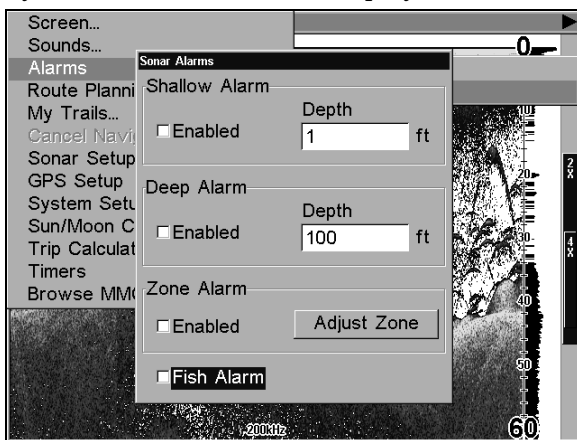 Screen...
Sounds...
Alarms
Route Planni
My Trails...
Cancel Navi
Sonar Setup
GPS Setup
System Setu
Sun/Moon C
Trip Calculat
Timers
Browse MM
Sonar Alarms
Shallow Alarm
Enabled
Depth
1 ft
Deep Alarm
Enabled
Depth
100 ft
Zone Alarm
Enabled
Adjust Zone
Fish Alarm
0
10
20
30
40
50
60
2X
4X
200kHz